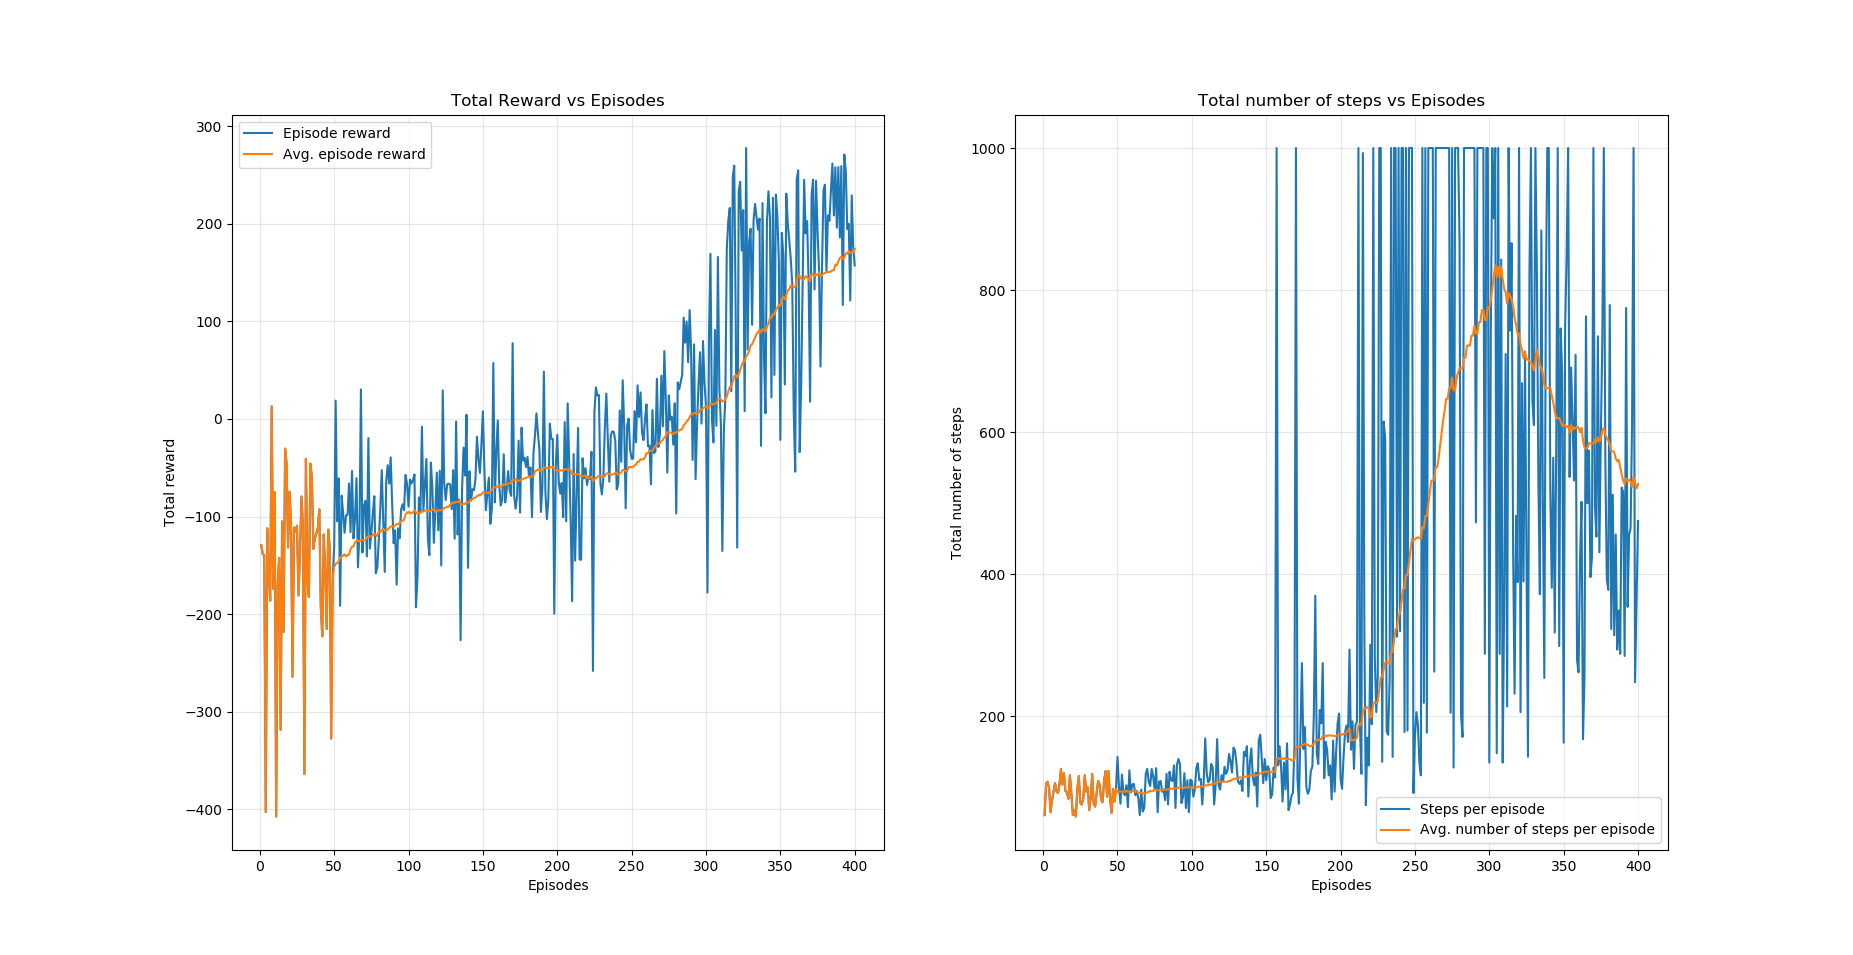 Total Reward vs Episodes
Episode reward
Avg. episode reward
Total reward
300
200
100
0
−100
−200
−300
−400
0 50 100 150 200 250 300 350 400
Episodes
Total number of steps vs Episodes
Total number of steps
1000
800
600
400
200
Steps per episode
Avg. number of steps per episode
0 50 100 150 200 250 300 350 400
Episodes